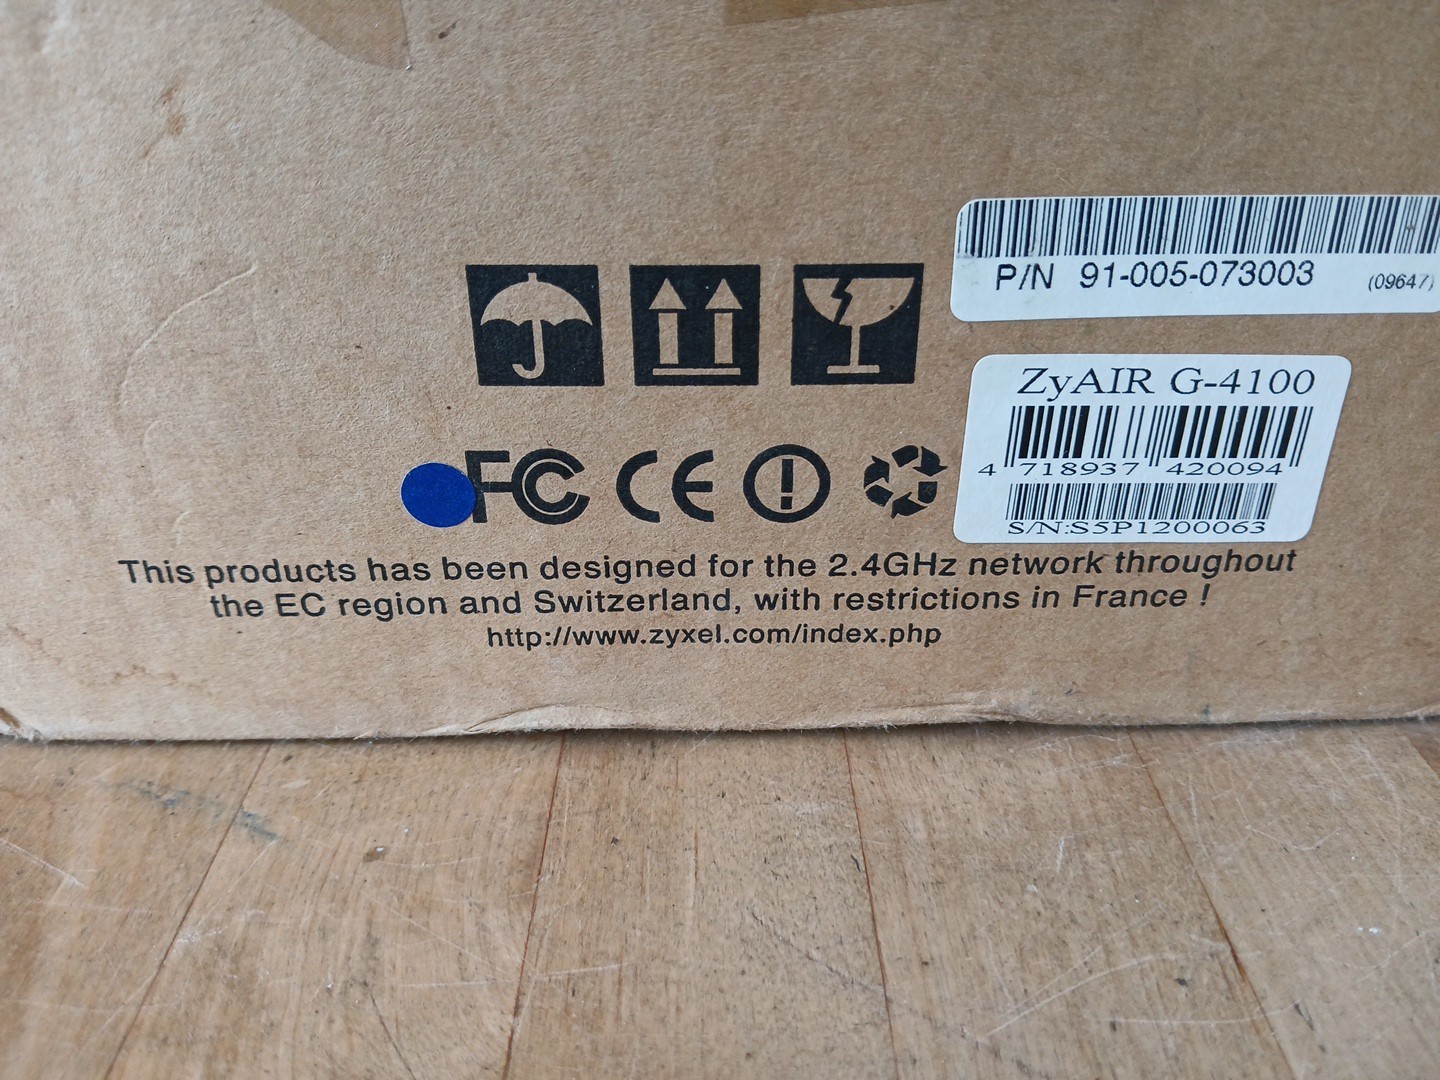 P/N 91-005-073003 (09647)
ZyAIR G-4100
4 718937 420094
S/N:S5P1200063
FC CE
This products has been designed for the 2.4GHz network throughout
the EC region and Switzerland, with restrictions in France !
http://www.zyxel.com/index.php